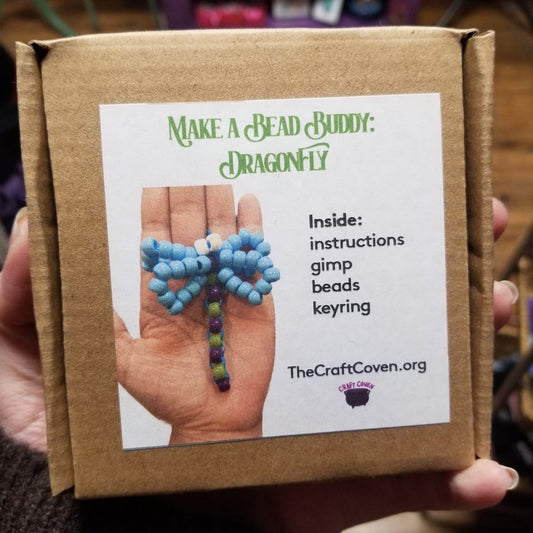 MAKE A BEAD BUDDY:
DRAGONFLY
Inside:
instructions
gimp
beads
keyring
TheCraftCoven.org
CRAFT COVEN